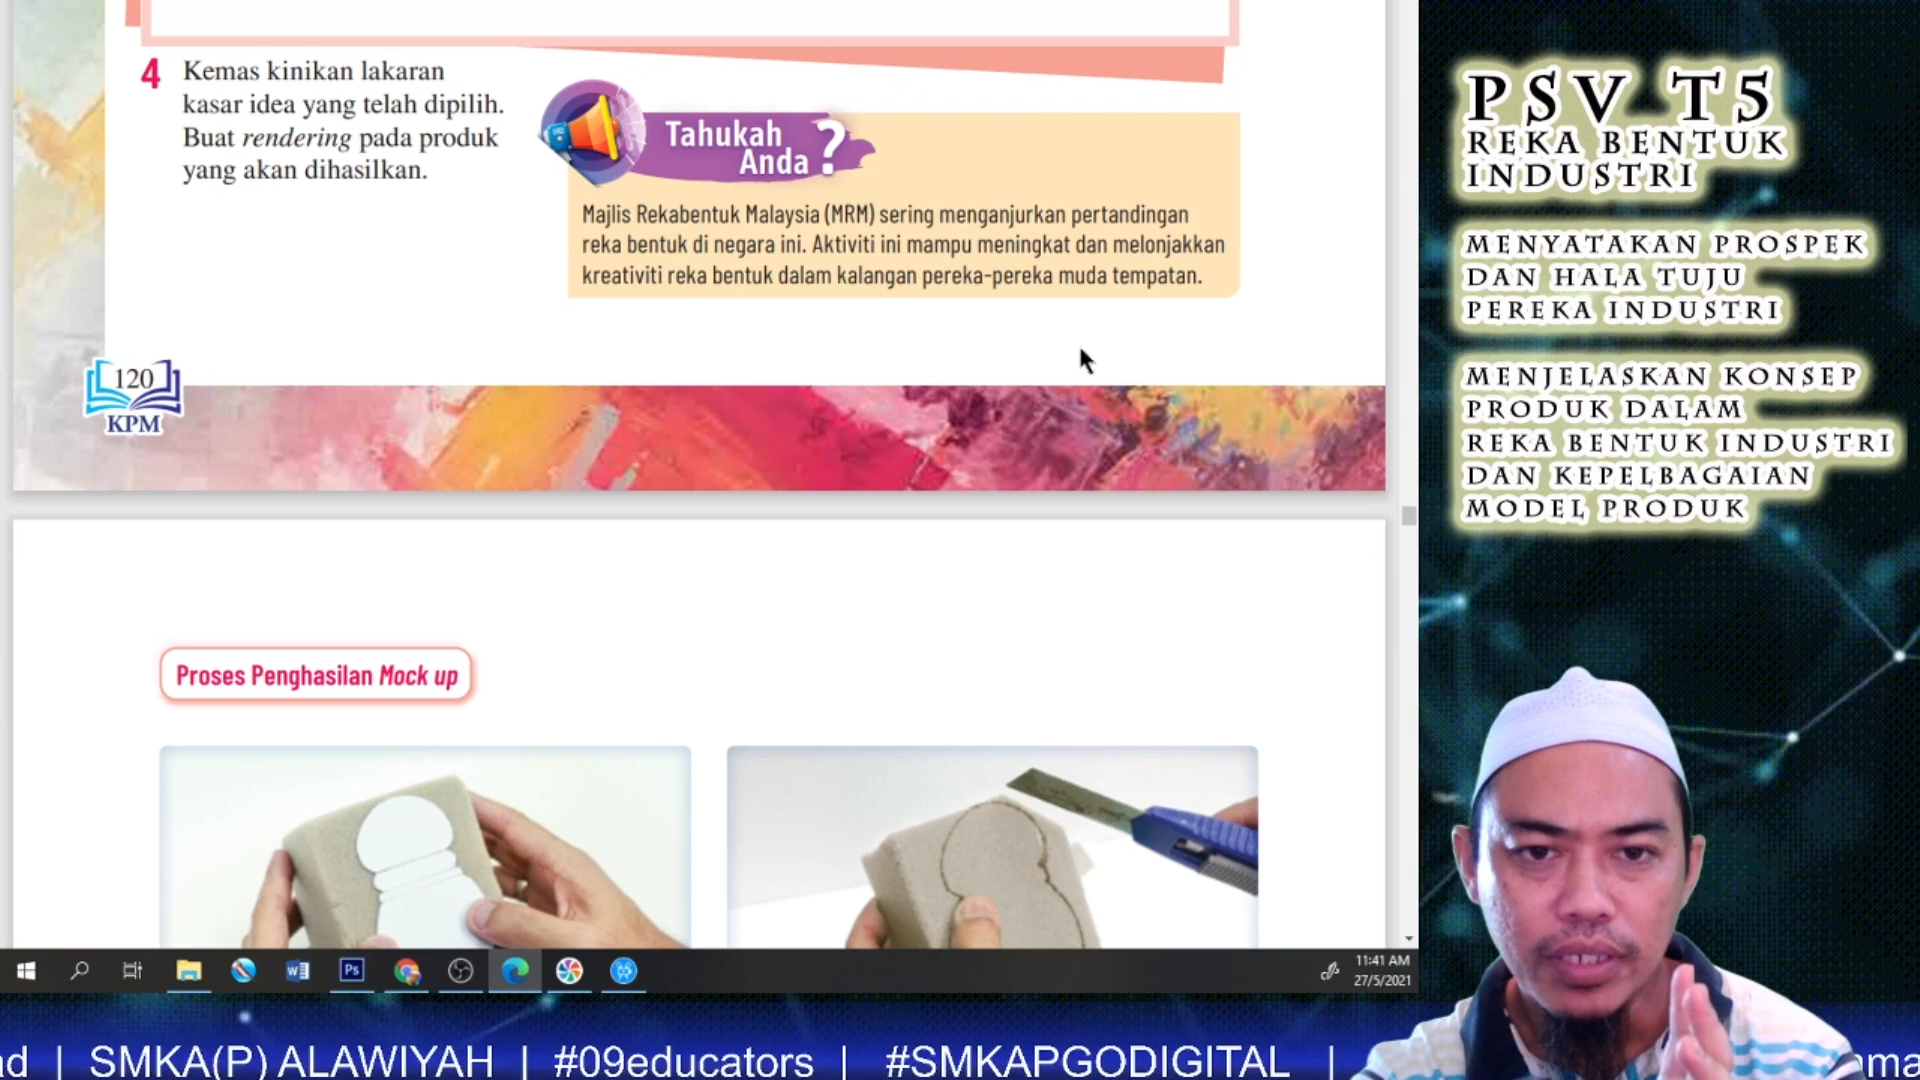 4 Kemas kinikan lakaran
kasar idea yang telah dipilih.
Buat rendering pada produk
yang akan dihasilkan.
Tahukah
Anda ?
Majlis Rekabentuk Malaysia (MRM) sering menganjurkan pertandingan
reka bentuk di negara ini. Aktiviti ini mampu meningkat dan melonjakkan
kreativiti reka bentuk dalam kalangan pereka-pereka muda tempatan.
120
KPM
Proses Penghasilan Mock up
PSV T5
REKA BENTUK
INDUSTRI
MENYATAKAN PROSPEK
DAN HALA TUJU
PEREKA INDUSTRI
MENJELASKAN KONSEP
PRODUK DALAM
REKA BENTUK INDUSTRI
DAN KEPELBAGAIAN
MODEL PRODUK
Ps
11:41 AM
27/5/2021
ad | SMKA(P) ALAWIYAH | #09educators | #SMKAPGODIGITAL | ma